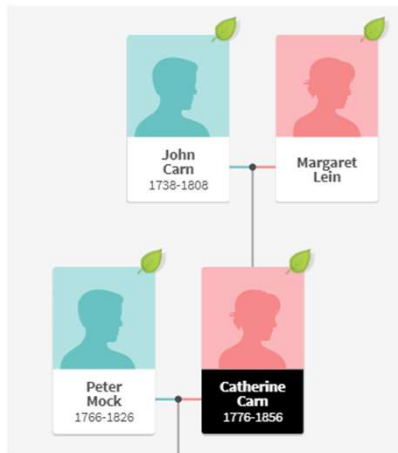 John
Carn
1738-1808
Margaret
Lein
Peter
Mock
1766-1826
Catherine
Carn
1776-1856